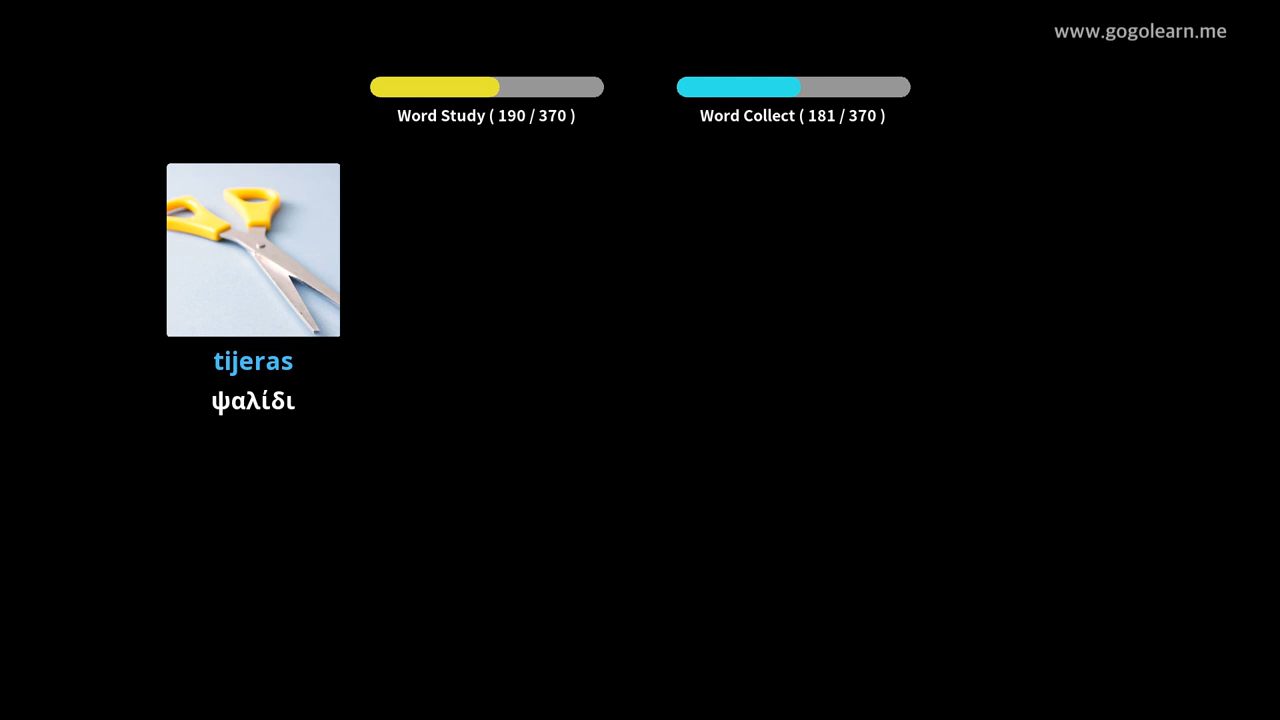 www.gogolearn.me
Word Study ( 190 / 370 )
Word Collect ( 181 / 370 )
tijeras
ψαλίδι